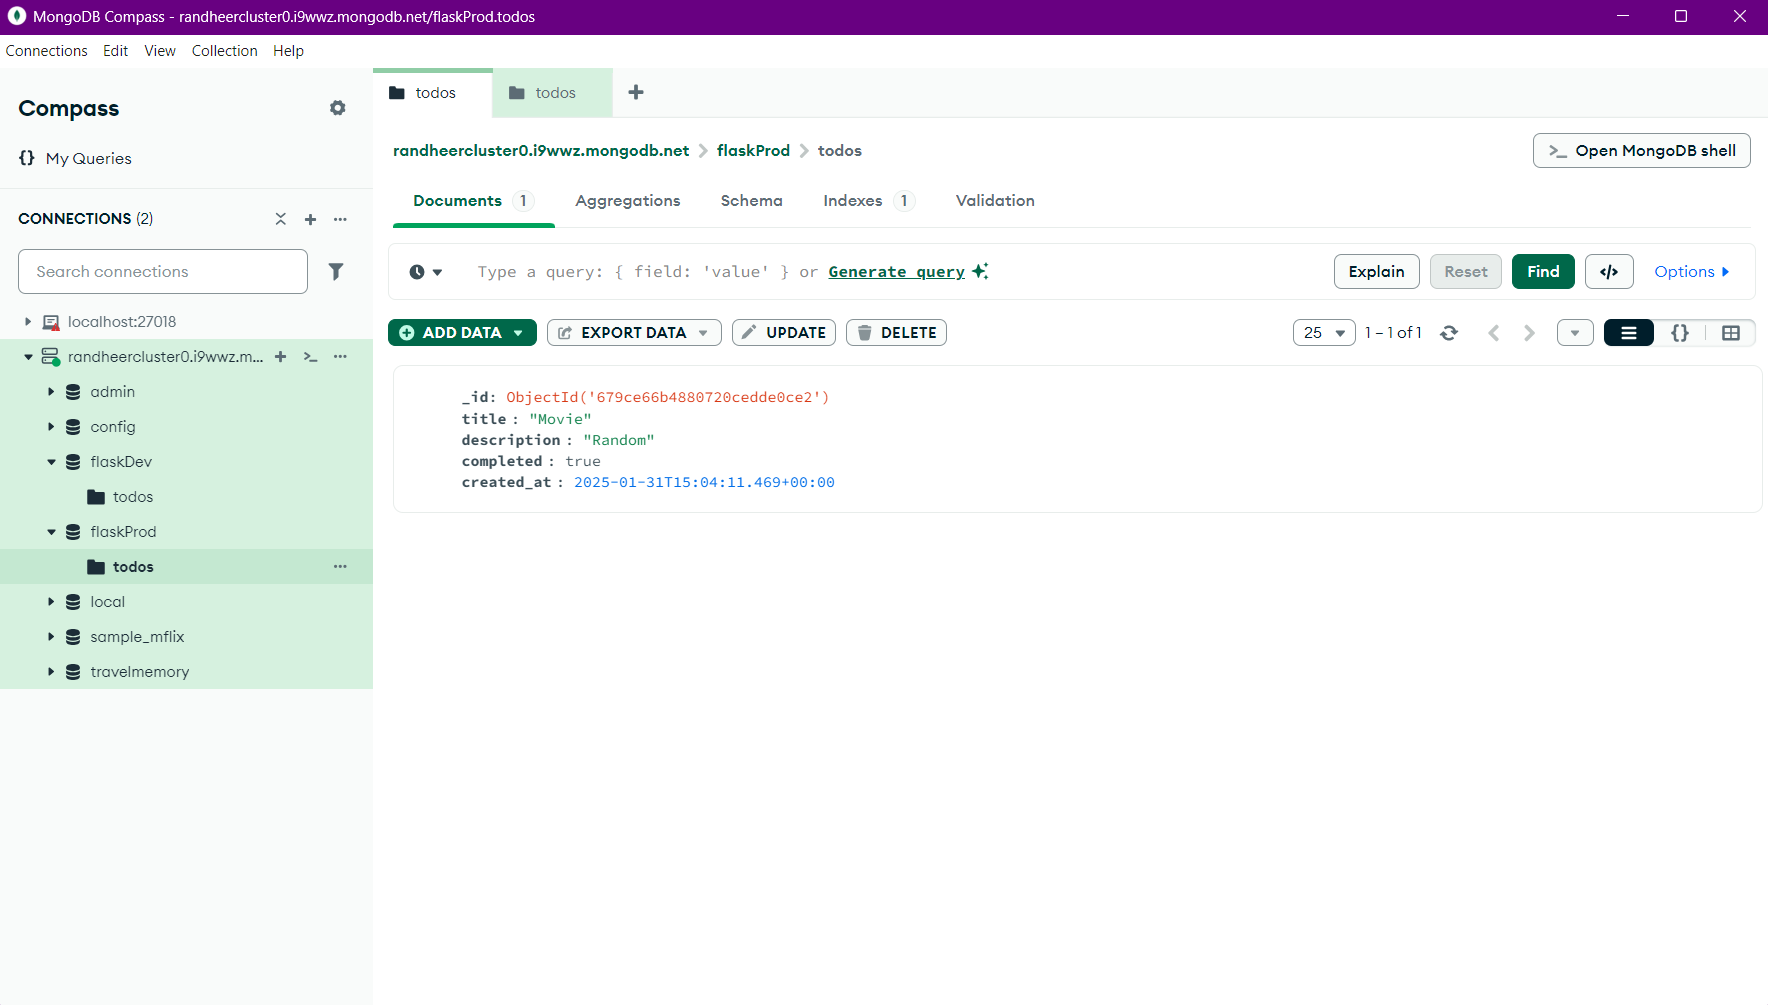 MongoDB Compass - randheercluster0.i9wwz.mongodb.net/flaskProd.todos
Connections Edit View Collection Help
Compass
{} My Queries
CONNECTIONS (2)
Search connections
localhost:27018
randheercluster0.i9wwz.m...
admin
config
flaskDev
todos
flaskProd
todos
local
sample_mflix
travelmemory
todos
todos
randheercluster0.i9wwz.mongodb.net > flaskProd > todos
>_ Open MongoDB shell
Documents 1 Aggregations Schema Indexes 1 Validation
Type a query: { field: 'value' } or Generate query
Explain Reset Find </> Options
ADD DATA EXPORT DATA UPDATE DELETE
25 1 – 1 of 1 {}
_id: ObjectId('679ce66b4880720cedde0ce2')
title : "Movie"
description : "Random"
completed : true
created_at : 2025-01-31T15:04:11.469+00:00